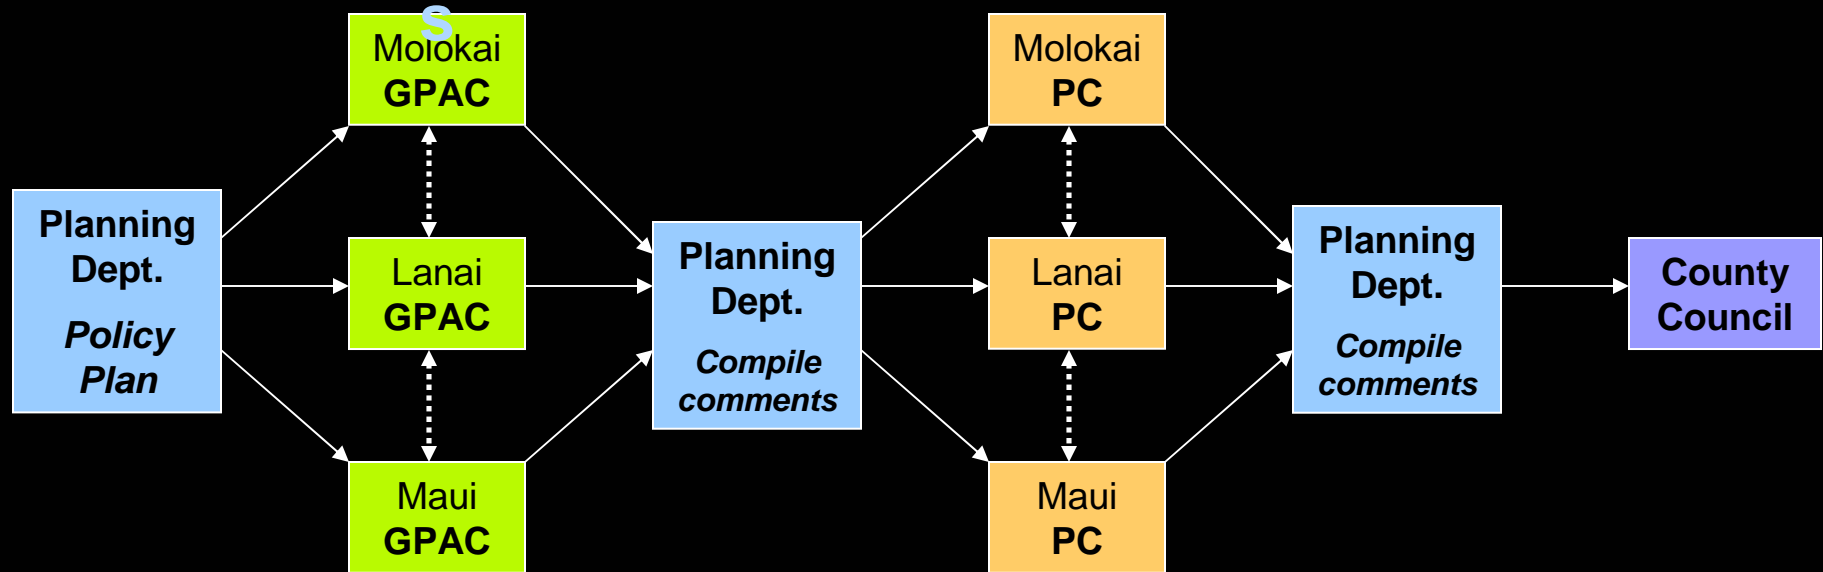 s
Molokai
GPAC
Molokai
PC
Planning
Dept.
Policy
Plan
Lanai
GPAC
Planning
Dept.
Compile
comments
Lanai
PC
Planning
Dept.
Compile
comments
County
Council
Maui
GPAC
Maui
PC